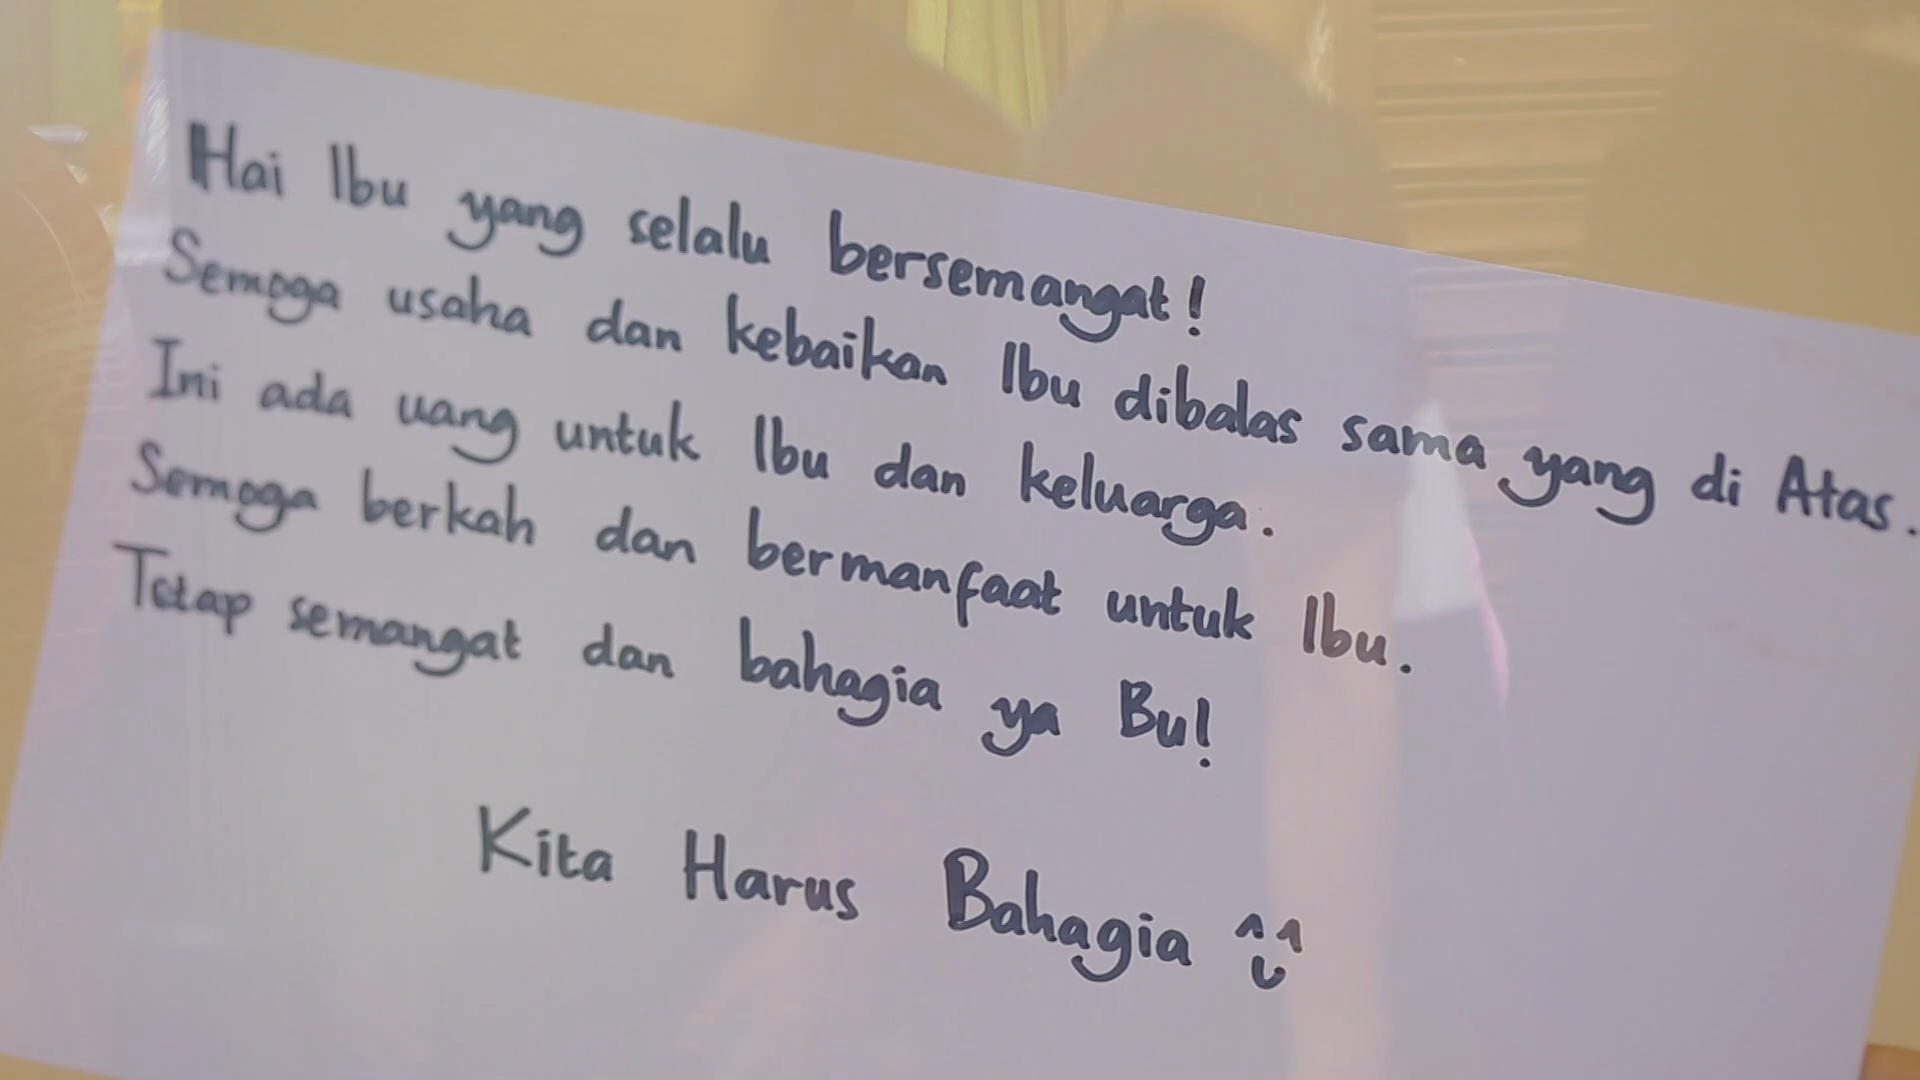 Hai Ibu yang selalu bersemangat!
Semoga usaha dan kebaikan Ibu dibalas sama yang di Atas.
Ini ada uang untuk Ibu dan keluarga.
Semoga berkah dan bermanfaat untuk Ibu.
Tetap semangat dan bahagia ya Bu!
Kita Harus Bahagia